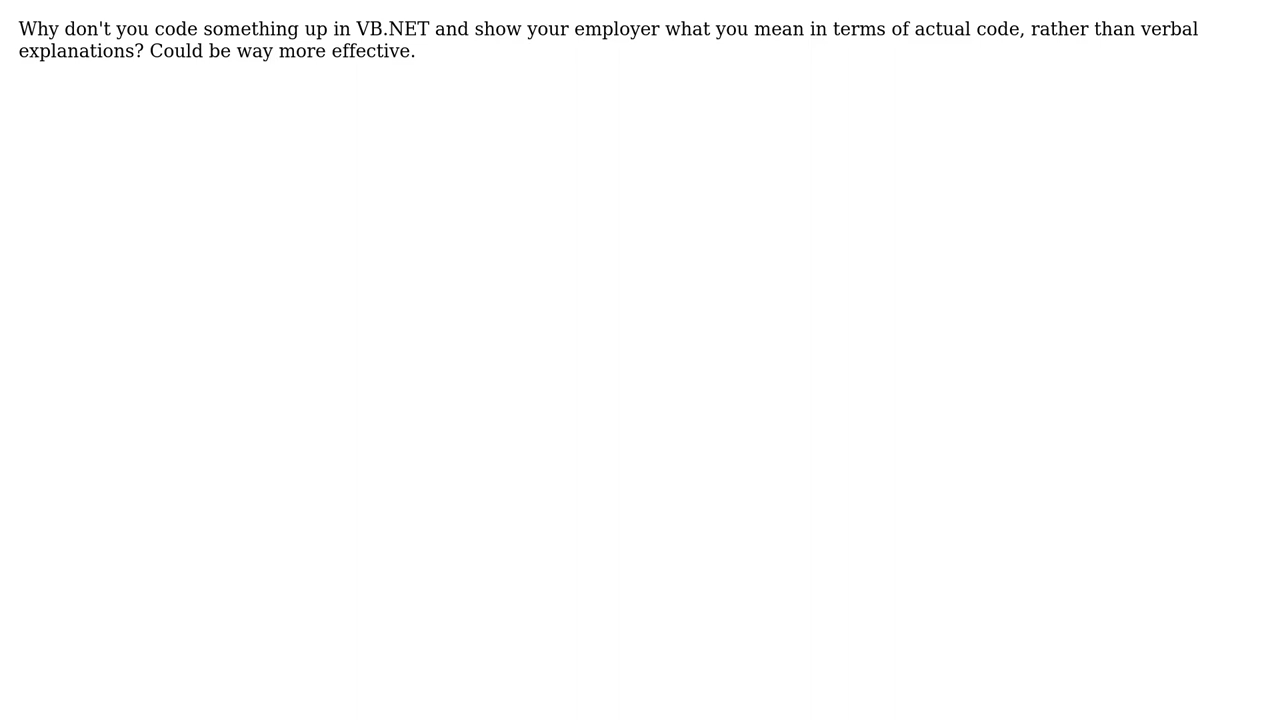 Why don't you code something up in VB.NET and show your employer what you mean in terms of actual code, rather than verbal
explanations? Could be way more effective.